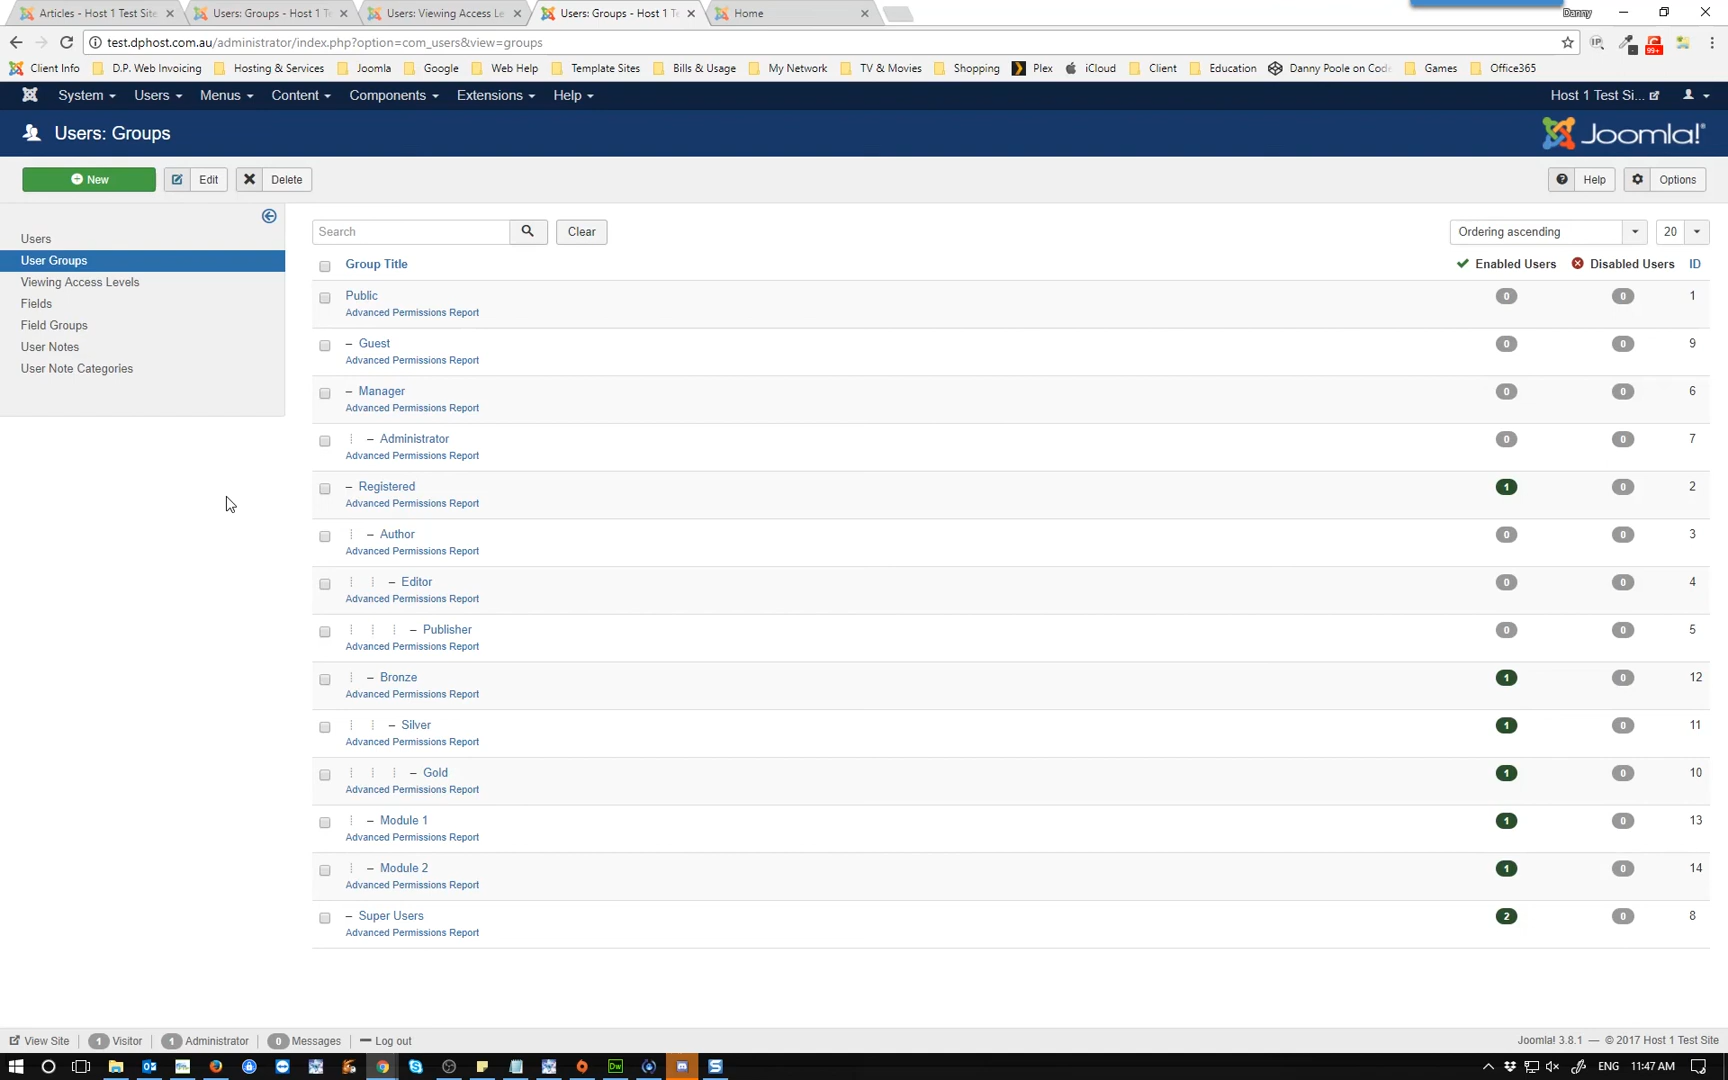 Articles - Host 1 Test Site
Users: Groups - Host 1 T
Users: Viewing Access Le
Users: Groups - Host 1 T
Home
Danny
test.dphost.com.au/administrator/index.php?option=com_users&view=groups
IP
99+
Client Info
D.P. Web Invoicing
Hosting & Services
Joomla
Google
Web Help
Template Sites
Bills & Usage
My Network
TV & Movies
Shopping
Plex
iCloud
Client
Education
Danny Poole on Code
Games
Office365
System
Users
Menus
Content
Components
Extensions
Help
Host 1 Test Si...
Users: Groups
Joomla!
New
Edit
Delete
Help
Options
Users
User Groups
Viewing Access Levels
Fields
Field Groups
User Notes
User Note Categories
Search
Clear
Ordering ascending
20
Group Title
Enabled Users
Disabled Users
ID
Public
Advanced Permissions Report
0
0
1
– Guest
Advanced Permissions Report
0
0
9
– Manager
Advanced Permissions Report
0
0
6
– Administrator
Advanced Permissions Report
0
0
7
– Registered
Advanced Permissions Report
1
0
2
– Author
Advanced Permissions Report
0
0
3
– Editor
Advanced Permissions Report
0
0
4
– Publisher
Advanced Permissions Report
0
0
5
– Bronze
Advanced Permissions Report
1
0
12
– Silver
Advanced Permissions Report
1
0
11
– Gold
Advanced Permissions Report
1
0
10
– Module 1
Advanced Permissions Report
1
0
13
– Module 2
Advanced Permissions Report
1
0
14
– Super Users
Advanced Permissions Report
2
0
8
View Site
1 Visitor
1 Administrator
0 Messages
Log out
Joomla! 3.8.1 — © 2017 Host 1 Test Site
Dw
ENG
11:47 AM